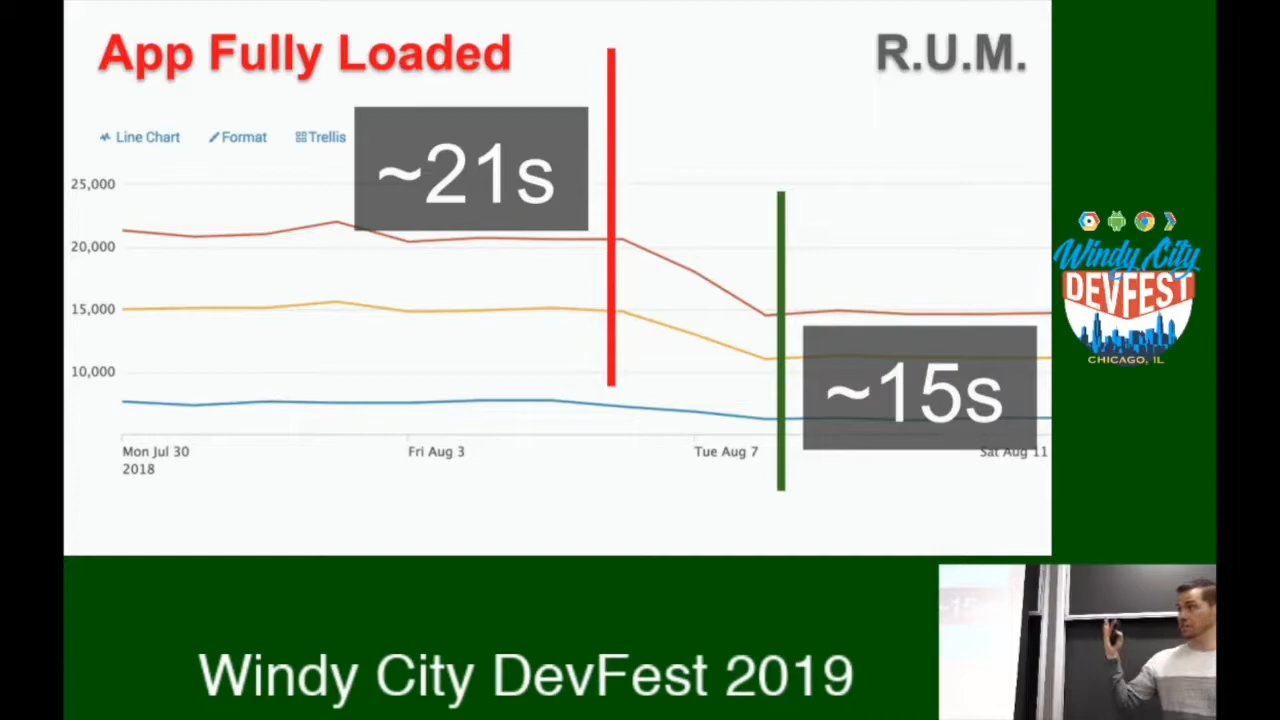 App Fully Loaded
R.U.M.
Line Chart
Format
Trellis
~21s
25,000
20,000
15,000
10,000
~15s
Mon Jul 30
2018
Fri Aug 3
Tue Aug 7
Sat Aug 11
Windy City
DEVFEST
CHICAGO, IL
Windy City DevFest 2019